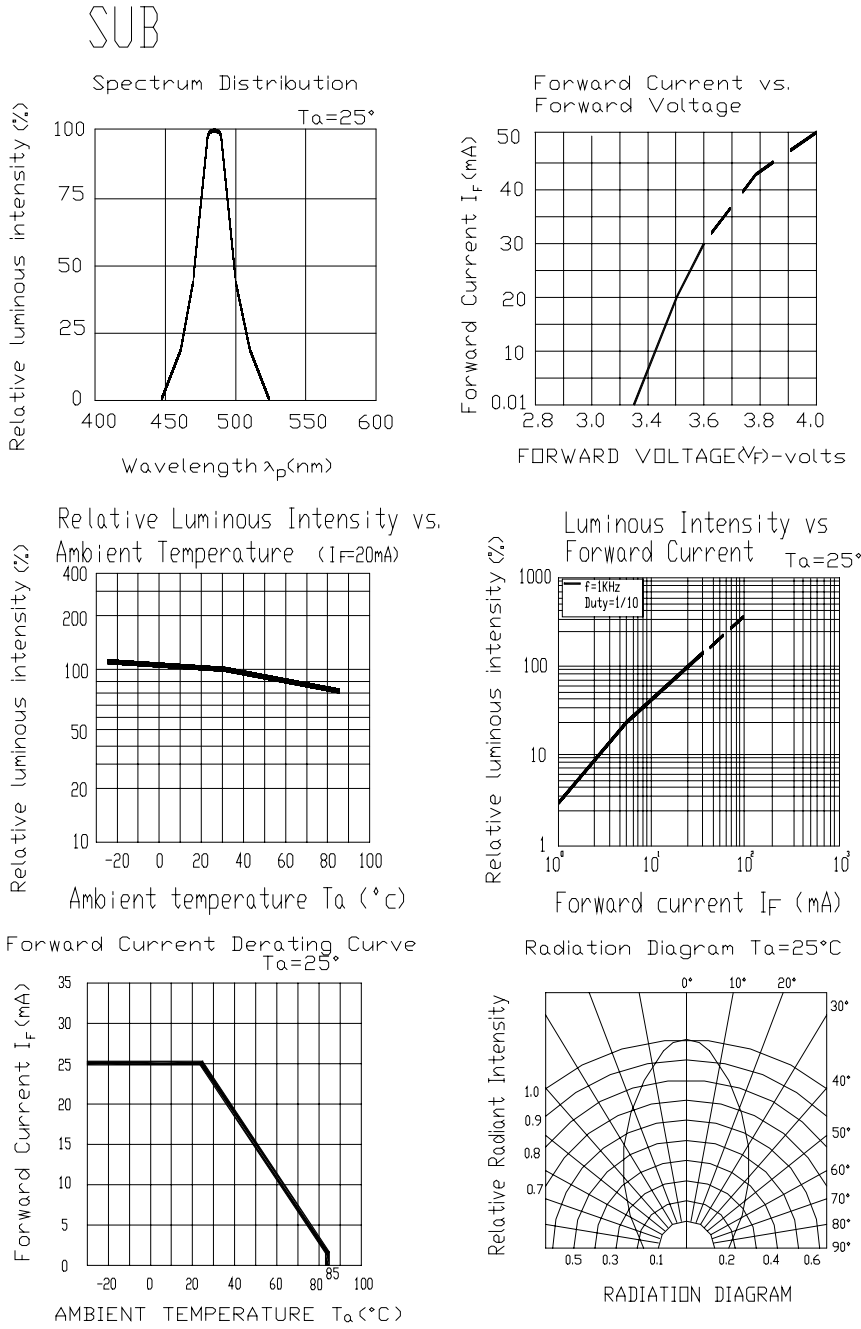 SUB
Spectrum Distribution
Ta=25°
Relative luminous intensity (%)
100
75
50
25
0
400 450 500 550 600
Wavelength λp(nm)
Forward Current vs.
Forward Voltage
Forward Current IF (mA)
50
40
30
20
10
0.01
2.8 3.0 3.4 3.6 3.8 4.0
FORWARD VOLTAGE(VF)-volts
Relative Luminous Intensity vs.
Ambient Temperature (IF=20mA)
Relative luminous intensity (%)
400
200
100
50
20
10
-20 0 20 40 60 80 100
Ambient temperature Ta (°c)
Luminous Intensity vs
Forward Current Ta=25°
Relative luminous intensity (%)
1000
100
10
1
f=1KHz
Duty=1/10
10⁰ 10¹ 10² 10³
Forward current IF (mA)
Forward Current Derating Curve
Ta=25°
Forward Current IF (mA)
35
30
25
20
15
10
5
0
-20 0 20 40 60 80 85 100
AMBIENT TEMPERATURE Ta(°C)
Radiation Diagram Ta=25°C
Relative Radiant Intensity
0° 10° 20°
30°
40°
50°
60°
70°
80°
90°
1.0
0.9
0.8
0.7
0.5 0.3 0.1 0.2 0.4 0.6
RADIATION DIAGRAM